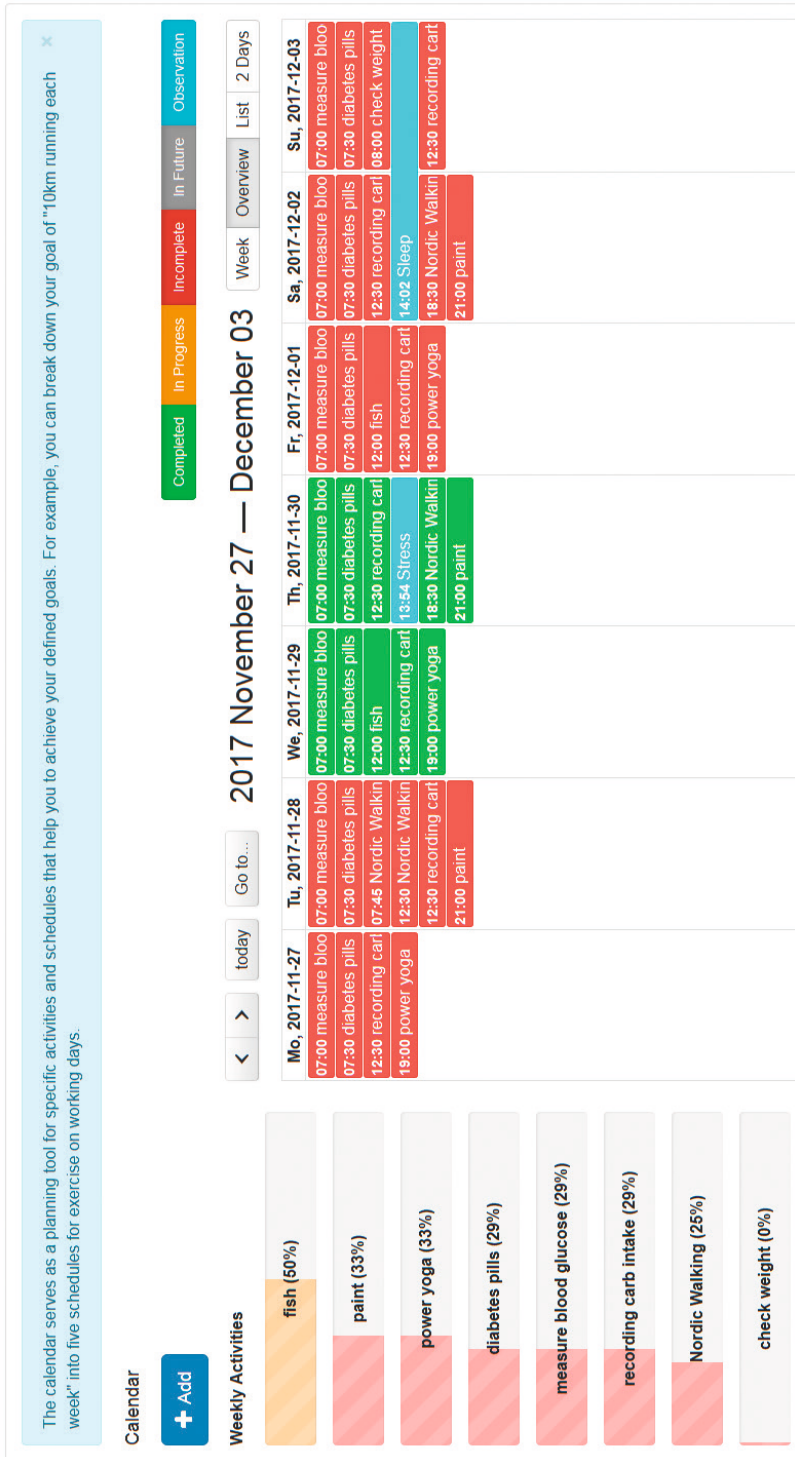 The calendar serves as a planning tool for specific activities and schedules that help you to achieve your defined goals. For example, you can break down your goal of "10km running each
week" into five schedules for exercise on working days.
×
Calendar
+ Add
Completed In Progress Incomplete In Future Observation
Weekly Activities
fish (50%)
paint (33%)
power yoga (33%)
diabetes pills (29%)
measure blood glucose (29%)
recording carb intake (29%)
Nordic Walking (25%)
check weight (0%)
< > today Go to... 2017 November 27 — December 03 Week Overview List 2 Days
Mo, 2017-11-27
07:00 measure bloo
07:30 diabetes pills
12:30 recording carl
19:00 power yoga
Tu, 2017-11-28
07:00 measure bloo
07:30 diabetes pills
07:45 Nordic Walkin
12:30 Nordic Walkin
12:30 recording cart
21:00 paint
We, 2017-11-29
07:00 measure bloo
07:30 diabetes pills
12:00 fish
12:30 recording cart
19:00 power yoga
Th, 2017-11-30
07:00 measure bloo
07:30 diabetes pills
12:30 recording carl
13:54 Stress
18:30 Nordic Walkin
21:00 paint
Fr, 2017-12-01
07:00 measure bloo
07:30 diabetes pills
12:00 fish
12:30 recording cart
19:00 power yoga
Sa, 2017-12-02
07:00 measure bloo
07:30 diabetes pills
12:30 recording carl
14:02 Sleep
18:30 Nordic Walkin
21:00 paint
Su, 2017-12-03
07:00 measure bloo
07:30 diabetes pills
08:00 check weight
12:30 recording cart